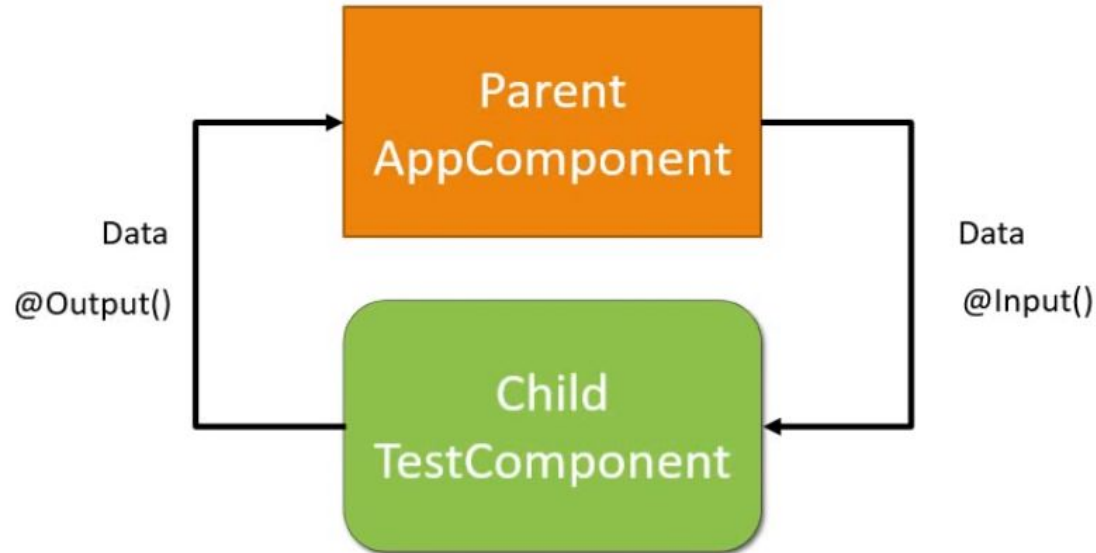 Parent
AppComponent
Data
@Output()
Data
@Input()
Child
TestComponent